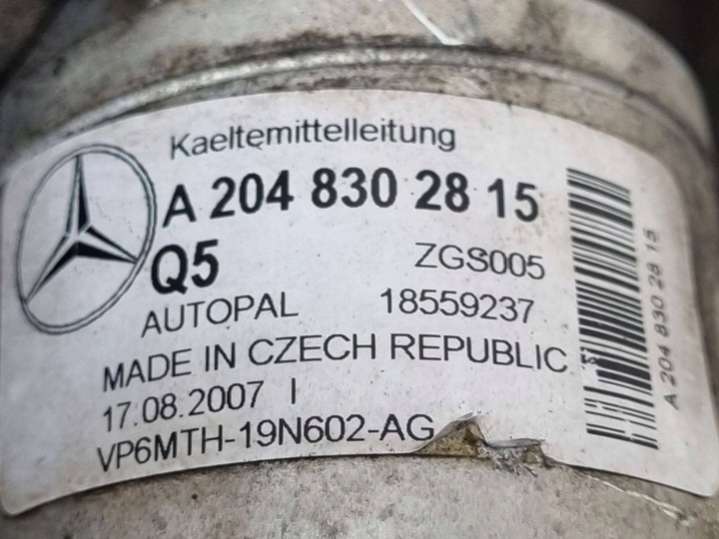 Kaeltemittelleitung
A 204 830 28 15
Q5 ZGS005
AUTOPAL 18559237
MADE IN CZECH REPUBLIC
17.08.2007 I
VP6MTH-19N602-AG
A 204 830 28 15